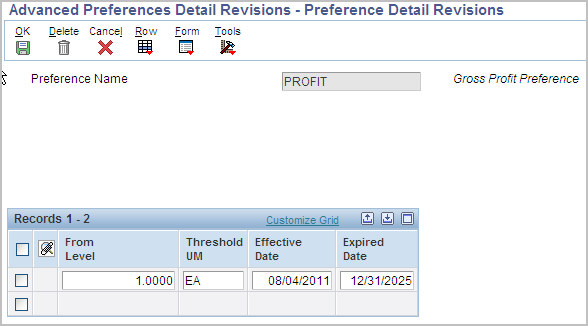 Advanced Preferences Detail Revisions - Preference Detail Revisions
OK Delete Cancel Row Form Tools
Preference Name PROFIT Gross Profit Preference
Records 1 - 2 Customize Grid
From Level Threshold UM Effective Date Expired Date
1.0000 EA 08/04/2011 12/31/2025